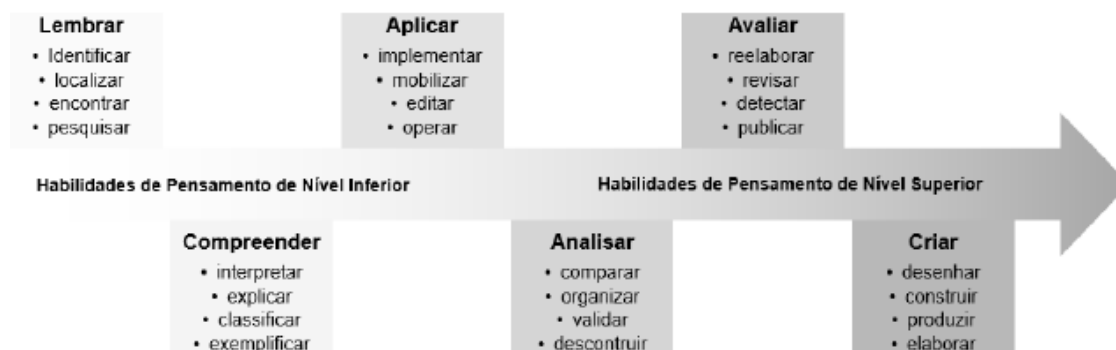 Lembrar
• Identificar
• localizar
• encontrar
• pesquisar
Aplicar
• implementar
• mobilizar
• editar
• operar
Avaliar
• reelaborar
• revisar
• detectar
• publicar
Habilidades de Pensamento de Nível Inferior
Habilidades de Pensamento de Nível Superior
Compreender
• interpretar
• explicar
• classificar
• exemplificar
Analisar
• comparar
• organizar
• validar
• descontruir
Criar
• desenhar
• construir
• produzir
• elaborar